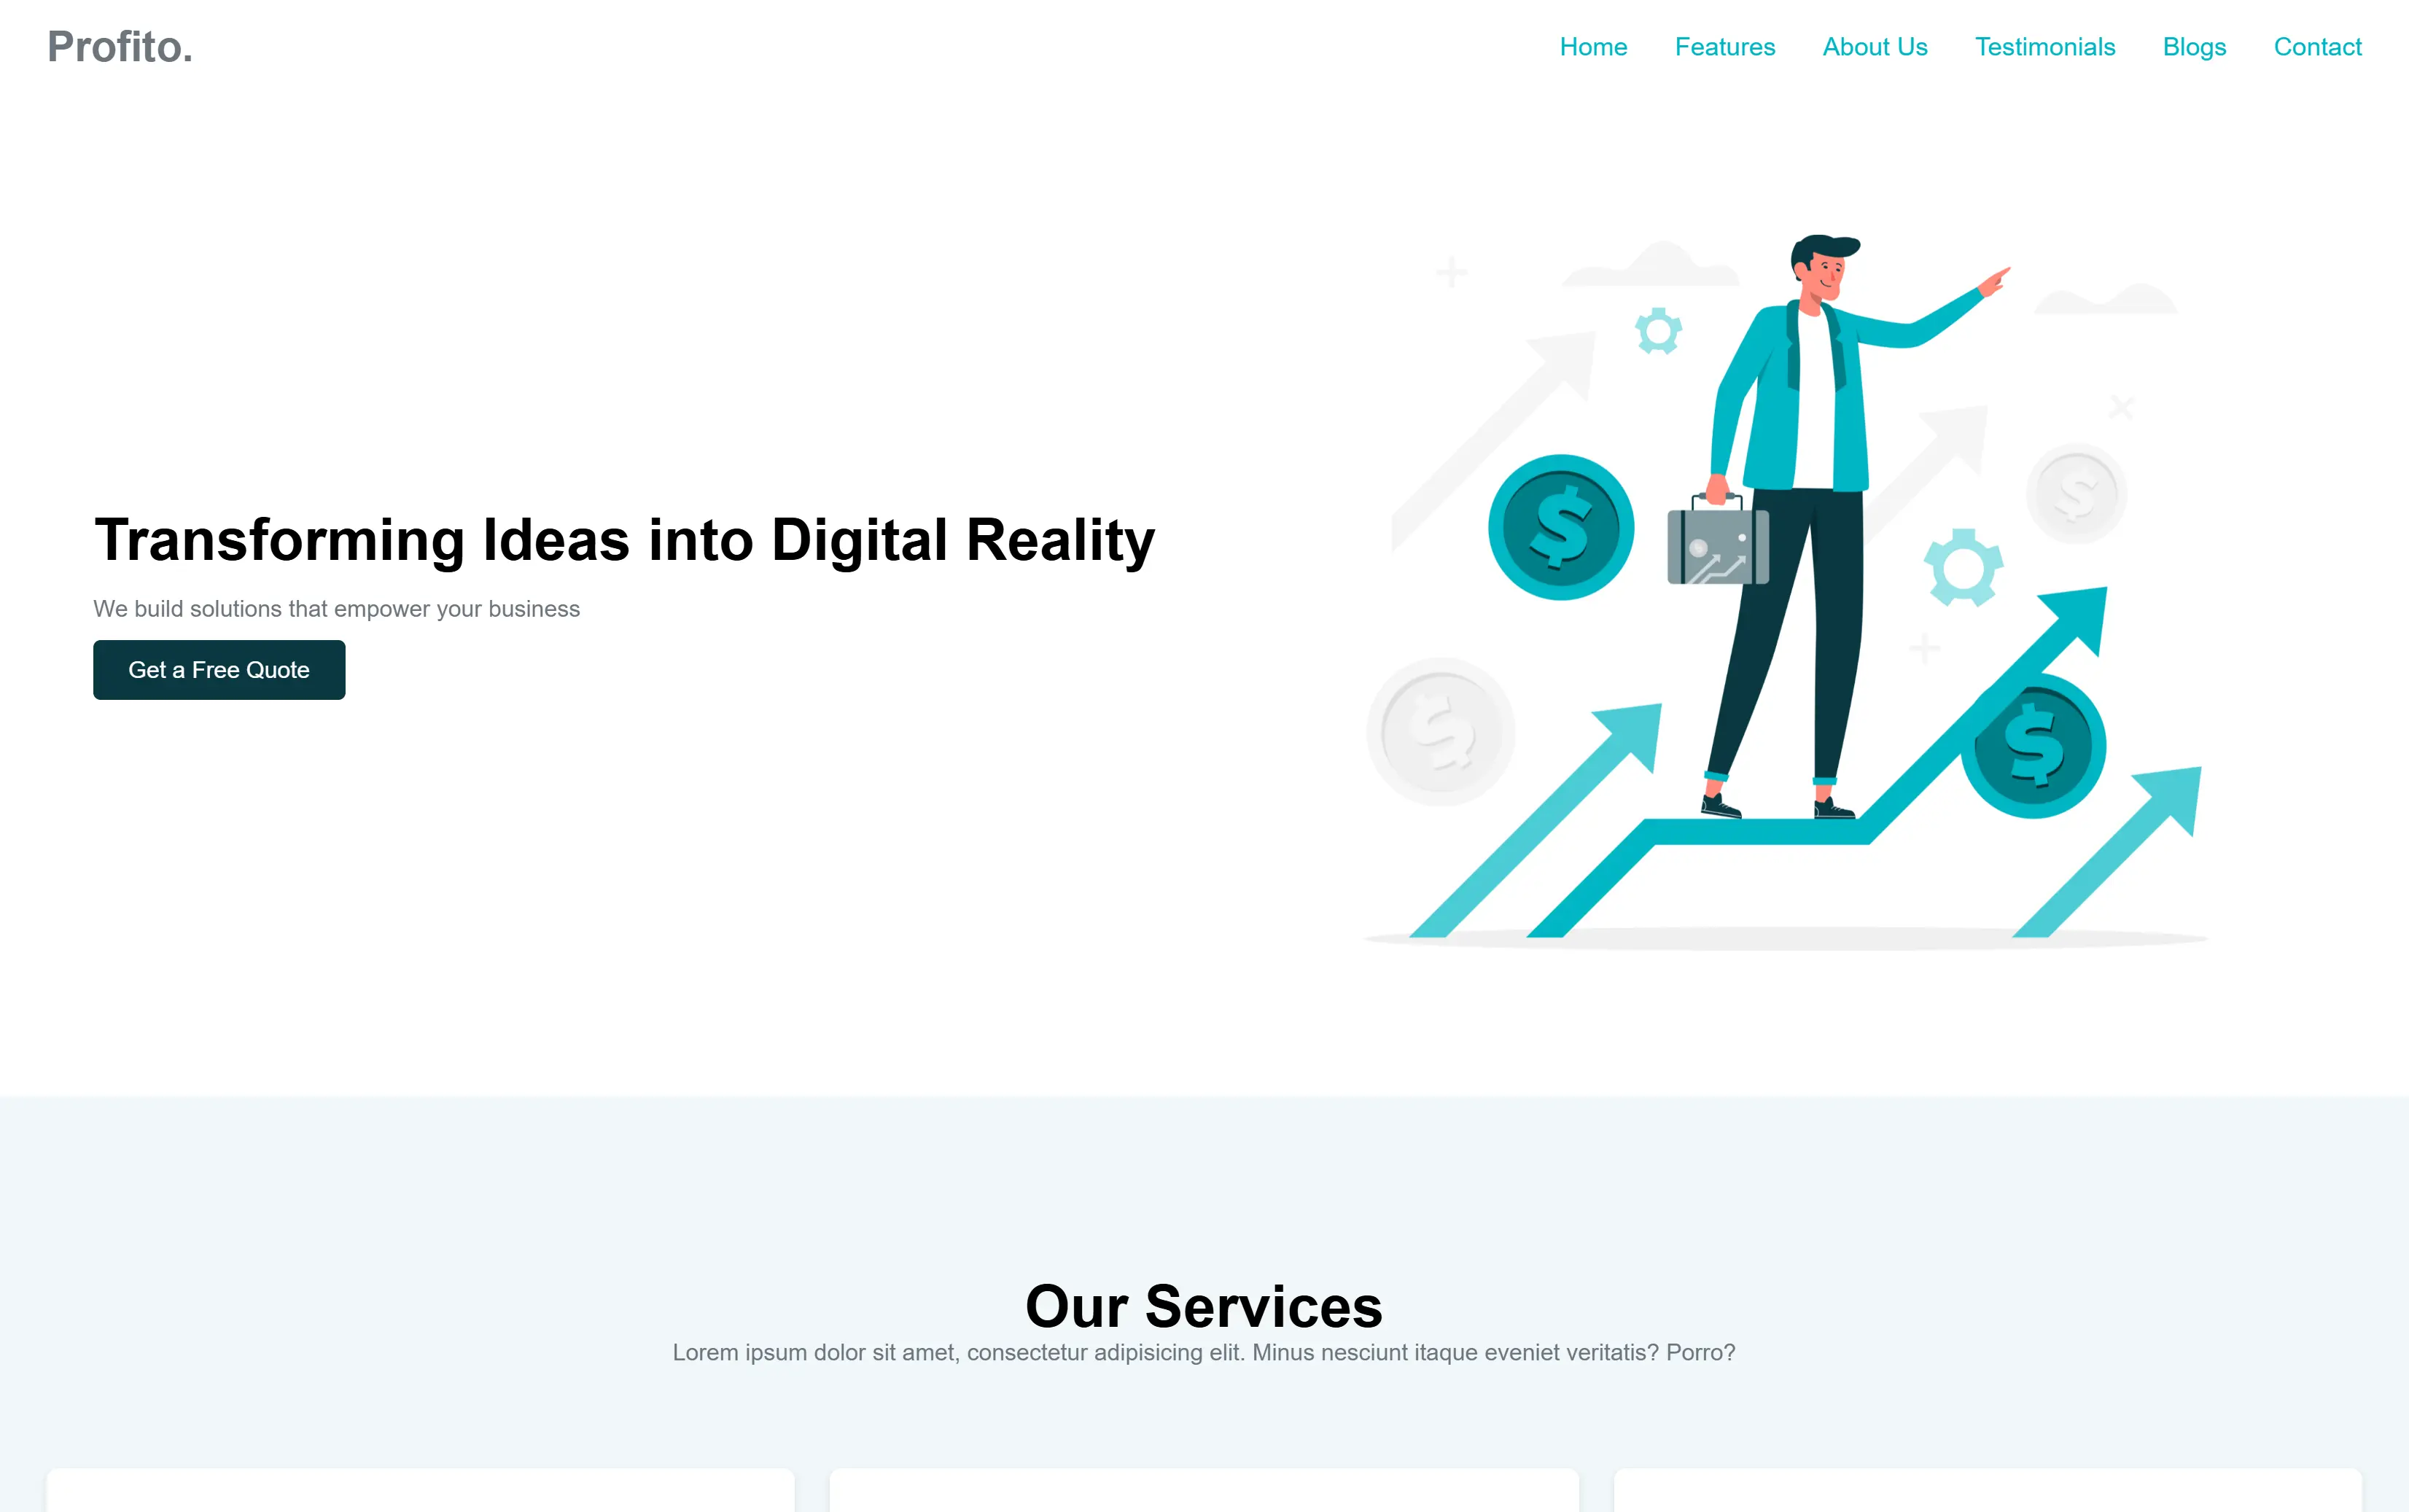 Profito.
Home Features About Us Testimonials Blogs Contact
Transforming Ideas into Digital Reality
We build solutions that empower your business
Get a Free Quote
$
$
$
$
Our Services
Lorem ipsum dolor sit amet, consectetur adipisicing elit. Minus nesciunt itaque eveniet veritatis? Porro?